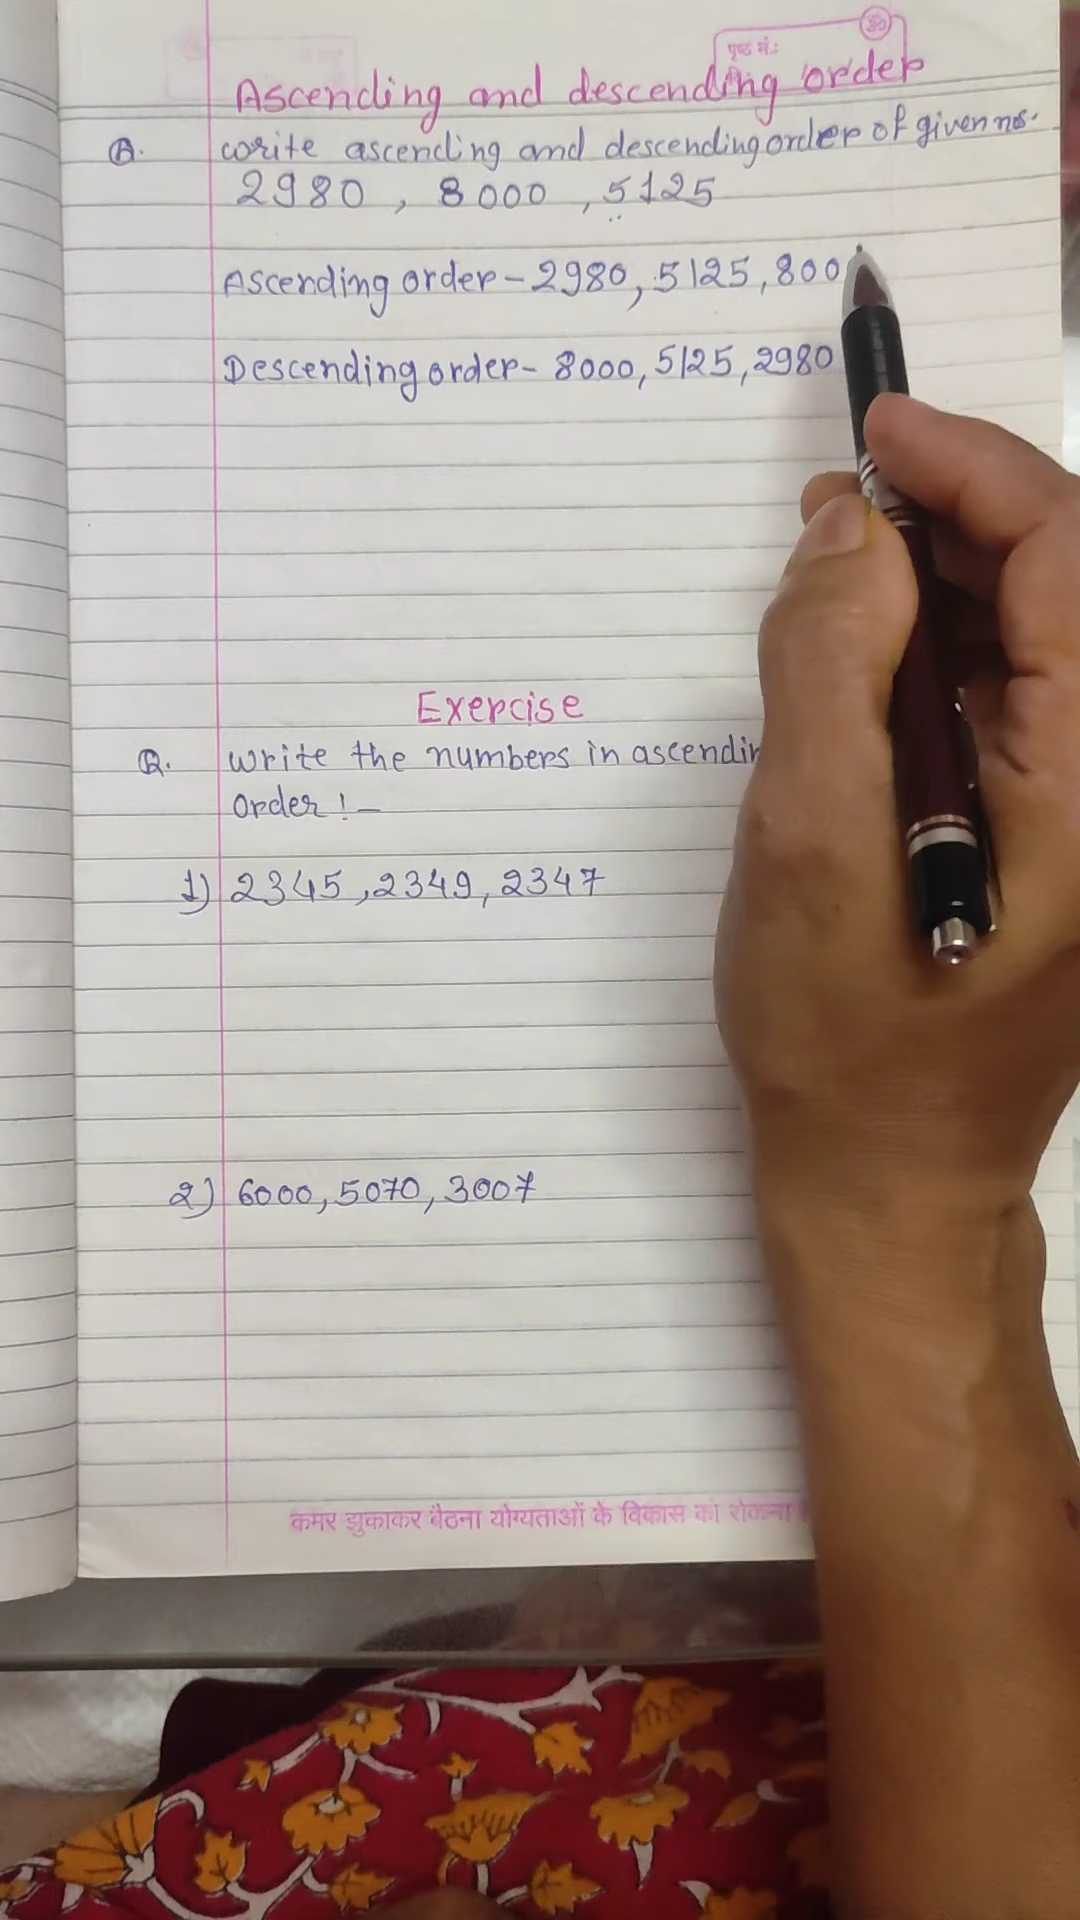 पृष्ठ सं.:
Ascending and descending order
Q. write ascending and descending order of given no.
2980, 8000, 5125
Ascending order - 2980, 5125, 800
Descending order - 8000, 5125, 2980
Exercise
Q. write the numbers in
order :-
1) 2345, 2349, 2347
2) 6000, 5070, 3007
कमर झुकाकर बैठना योग्यताओं के विकास को रोकना